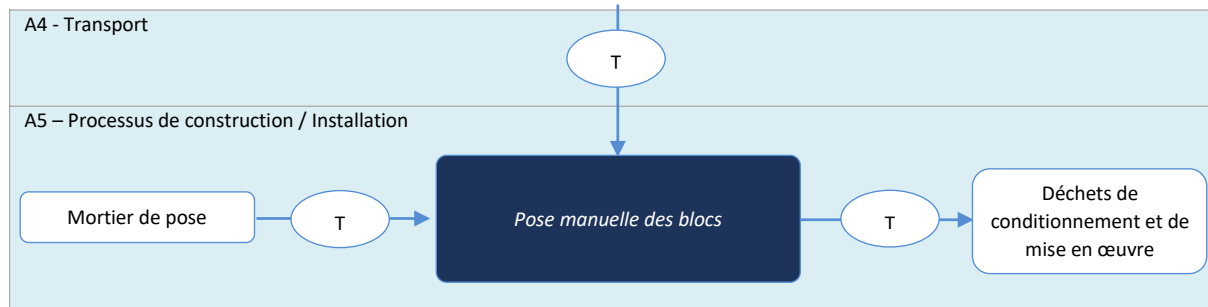 A4 - Transport
T
A5 – Processus de construction / Installation
Mortier de pose
T
Pose manuelle des blocs
T
Déchets de
conditionnement et de
mise en œuvre